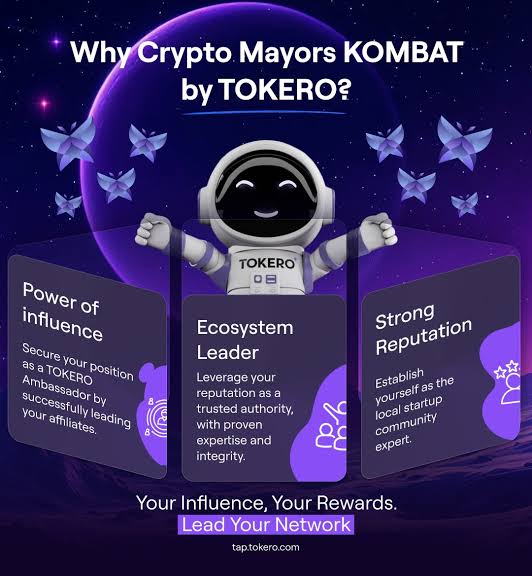 Why Crypto Mayors KOMBAT
by TOKERO?
TOKERO
Power of
influence
Secure your position
as a TOKERO
Ambassador by
successfully leading
your affiliates.
Ecosystem
Leader
Leverage your
reputation as a
trusted authority,
with proven
expertise and
integrity.
Strong
Reputation
Establish
yourself as the
local startup
community
expert.
Your Influence, Your Rewards.
Lead Your Network
tap.tokero.com